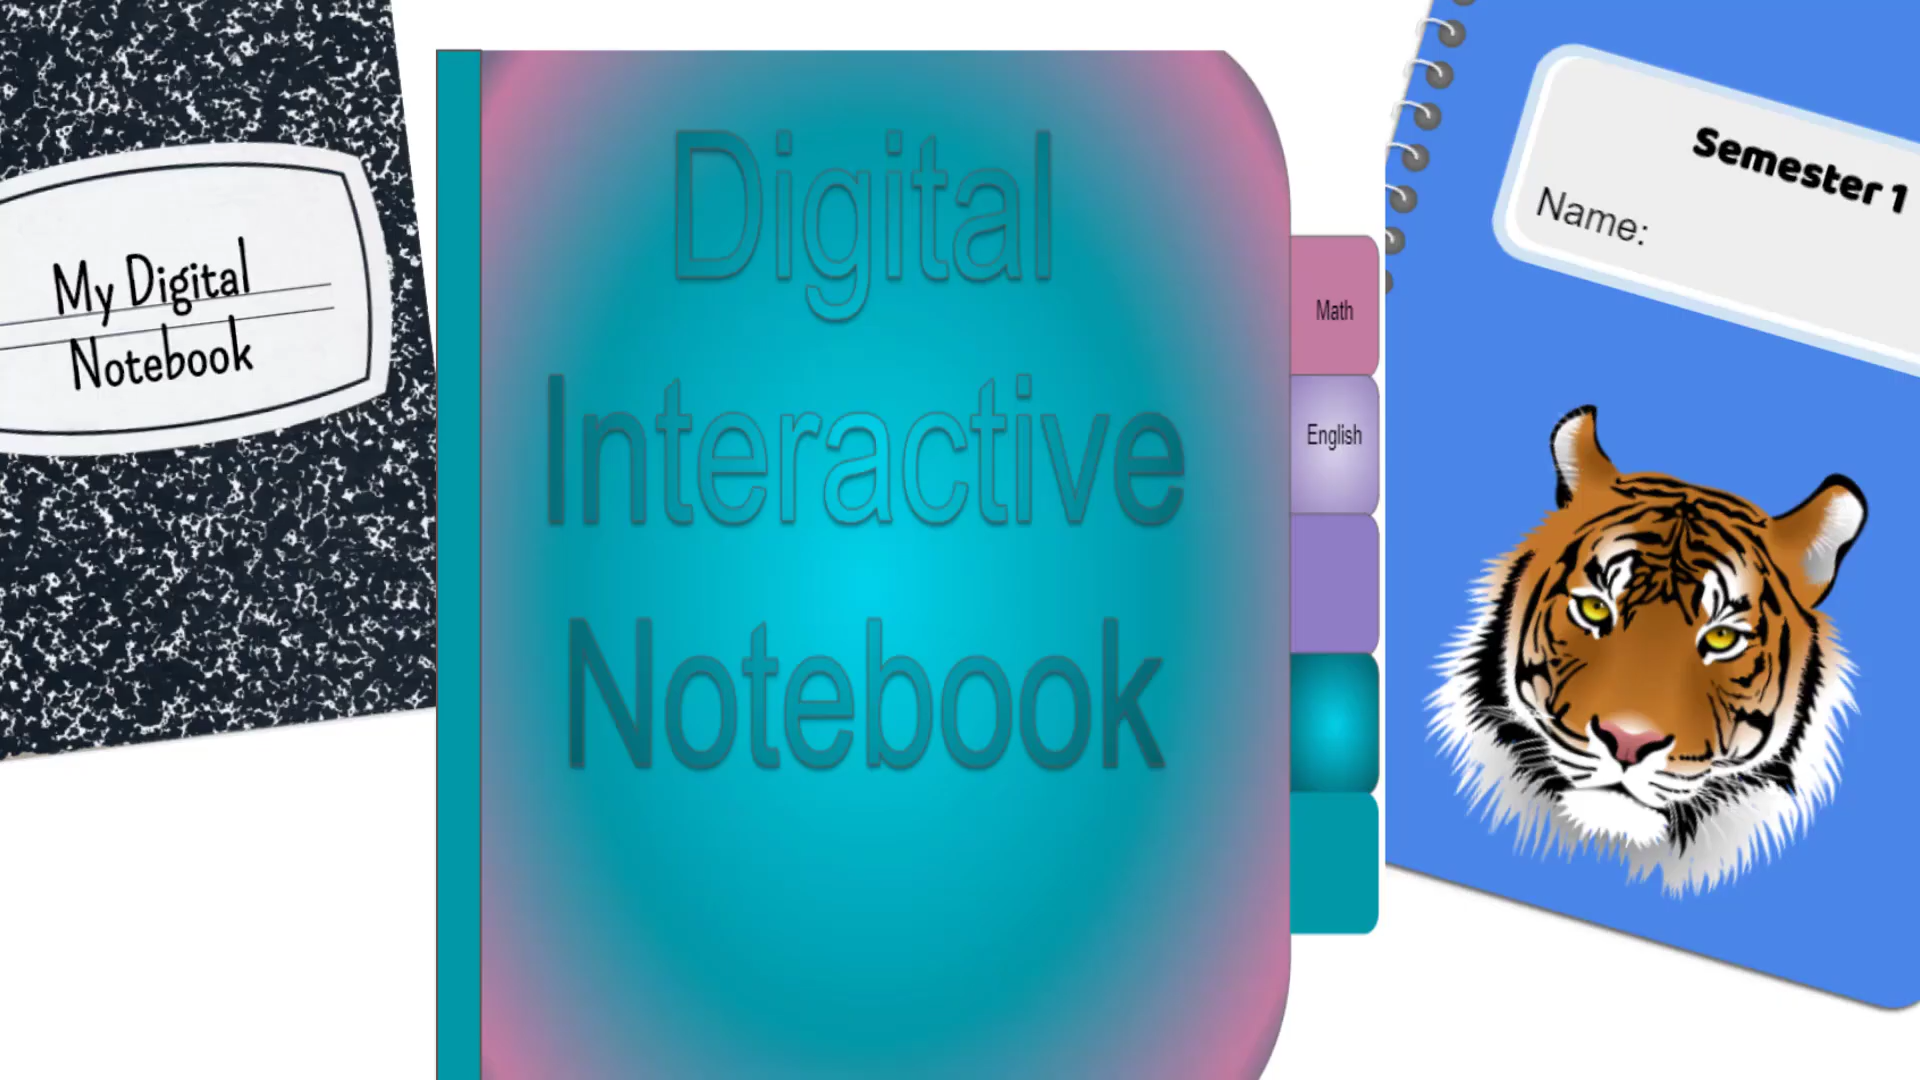 My Digital
Notebook
Digital
Interactive
Notebook
Math
English
Semester 1
Name: